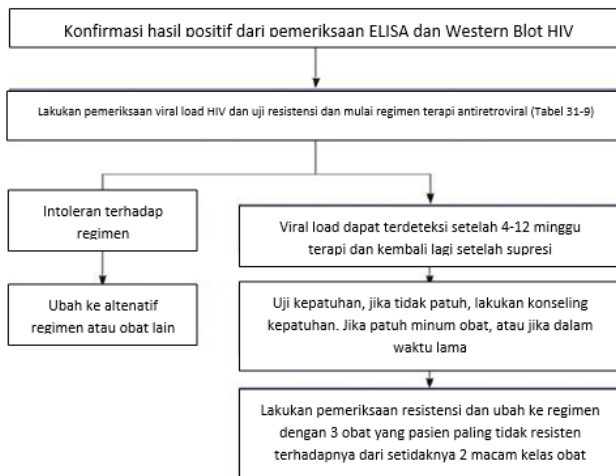 Konfirmasi hasil positif dari pemeriksaan ELISA dan Western Blot HIV
Lakukan pemeriksaan viral load HIV dan uji resistensi dan mulai regimen terapi antiretroviral (Tabel 31-9)
Intoleran terhadap
regimen
Ubah ke altenatif
regimen atau obat lain
Viral load dapat terdeteksi setelah 4-12 minggu
terapi dan kembali lagi setelah supresi
Uji kepatuhan, jika tidak patuh, lakukan konseling
kepatuhan. Jika patuh minum obat, atau jika dalam
waktu lama
Lakukan pemeriksaan resistensi dan ubah ke regimen
dengan 3 obat yang pasien paling tidak resisten
terhadapnya dari setidaknya 2 macam kelas obat